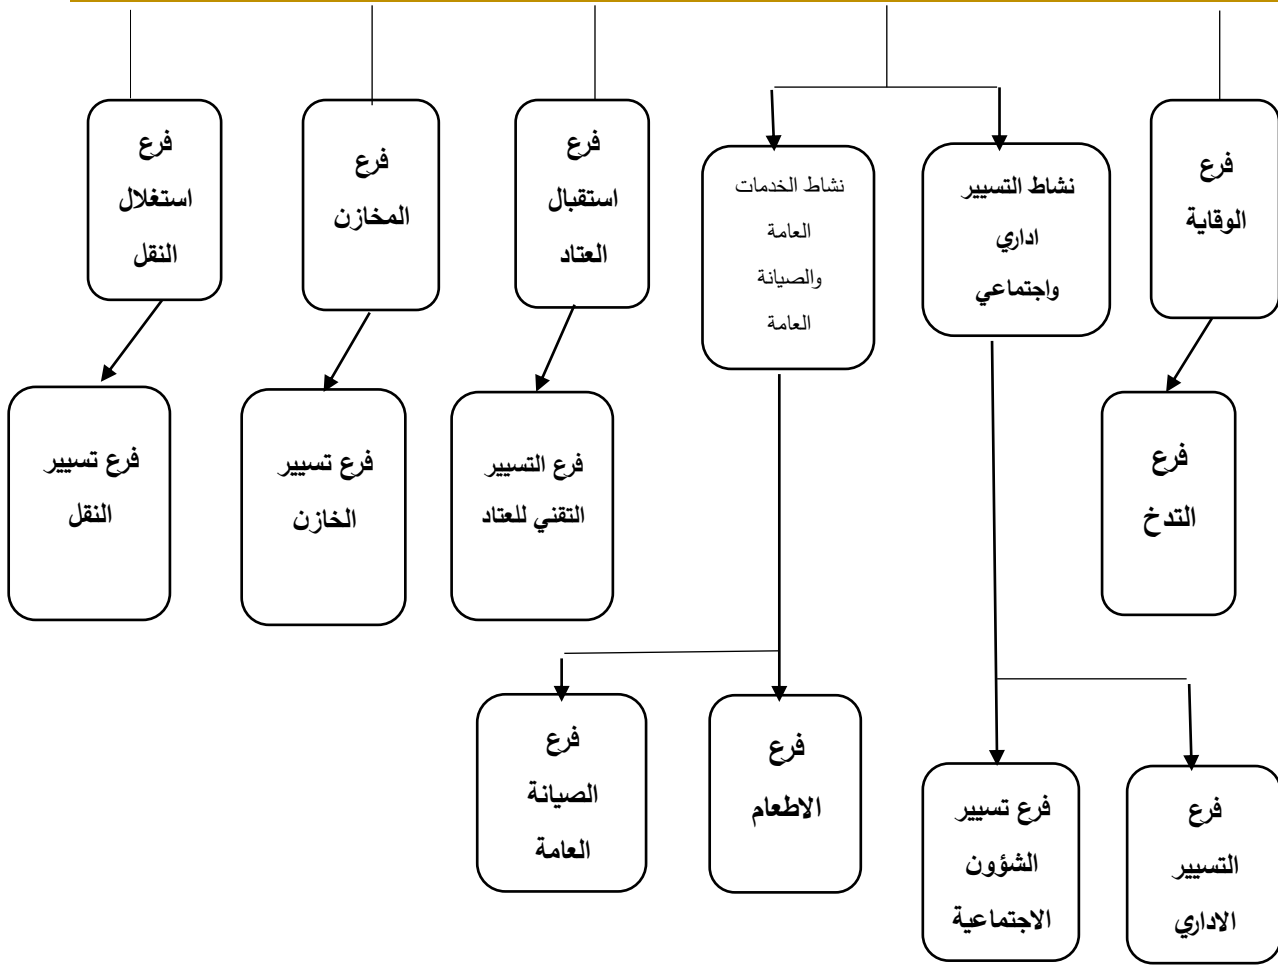 فرع
الوقاية
نشاط التسيير
اداري
واجتماعي
نشاط الخدمات
العامة
والصيانة
العامة
فرع
استقبال
العتاد
فرع
المخازن
فرع
استغلال
النقل
فرع
التدخ
فرع التسيير
التقني للعتاد
فرع تسيير
الخازن
فرع تسيير
النقل
فرع
التسيير
الاداري
فرع تسيير
الشؤون
الاجتماعية
فرع
الاطعام
فرع
الصيانة
العامة